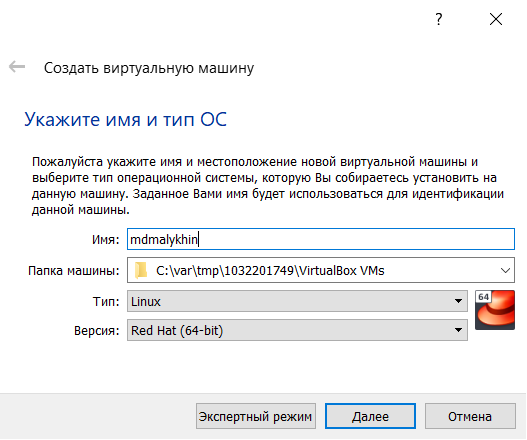 ?
Создать виртуальную машину
Укажите имя и тип ОС
Пожалуйста укажите имя и местоположение новой виртуальной машины и
выберите тип операционной системы, которую Вы собираетесь установить на
данную машину. Заданное Вами имя будет использоваться для идентификации
данной машины.
Имя: mdmalykhin
Папка машины: C:\var\tmp\1032201749\VirtualBox VMs
Тип: Linux
64
Версия: Red Hat (64-bit)
Экспертный режим Далее Отмена